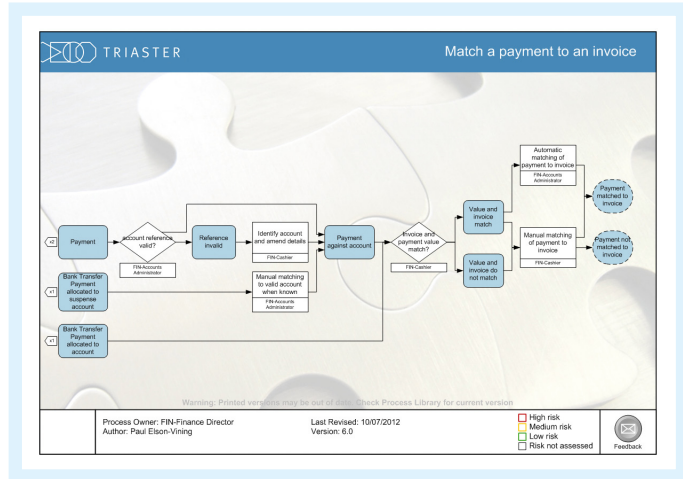 TRIASTER
Match a payment to an invoice
Automatic
matching of
payment to invoice
FIN-Accounts
Administrator
Payment
matched to
invoice
Value and
invoice
match
x2
Payment
account reference
valid?
FIN-Accounts
Administrator
Reference
invalid
Identify account
and amend details
FIN-Cashier
Payment
against account
Invoice and
payment value
match?
FIN-Cashier
Manual matching
of payment to
invoice
FIN-Cashier
Payment not
matched to
invoice
Value and
invoice do
not match
x1
Bank Transfer
Payment
allocated to
suspense
account
Manual matching
to valid account
when known
FIN-Accounts
Administrator
x1
Bank Transfer
Payment
allocated to
account
Warning: Printed versions may be out of date. Check Process Library for current version
Process Owner: FIN-Finance Director
Author: Paul Elson-Vining
Last Revised: 10/07/2012
Version: 6.0
High risk
Medium risk
Low risk
Risk not assessed
Feedback